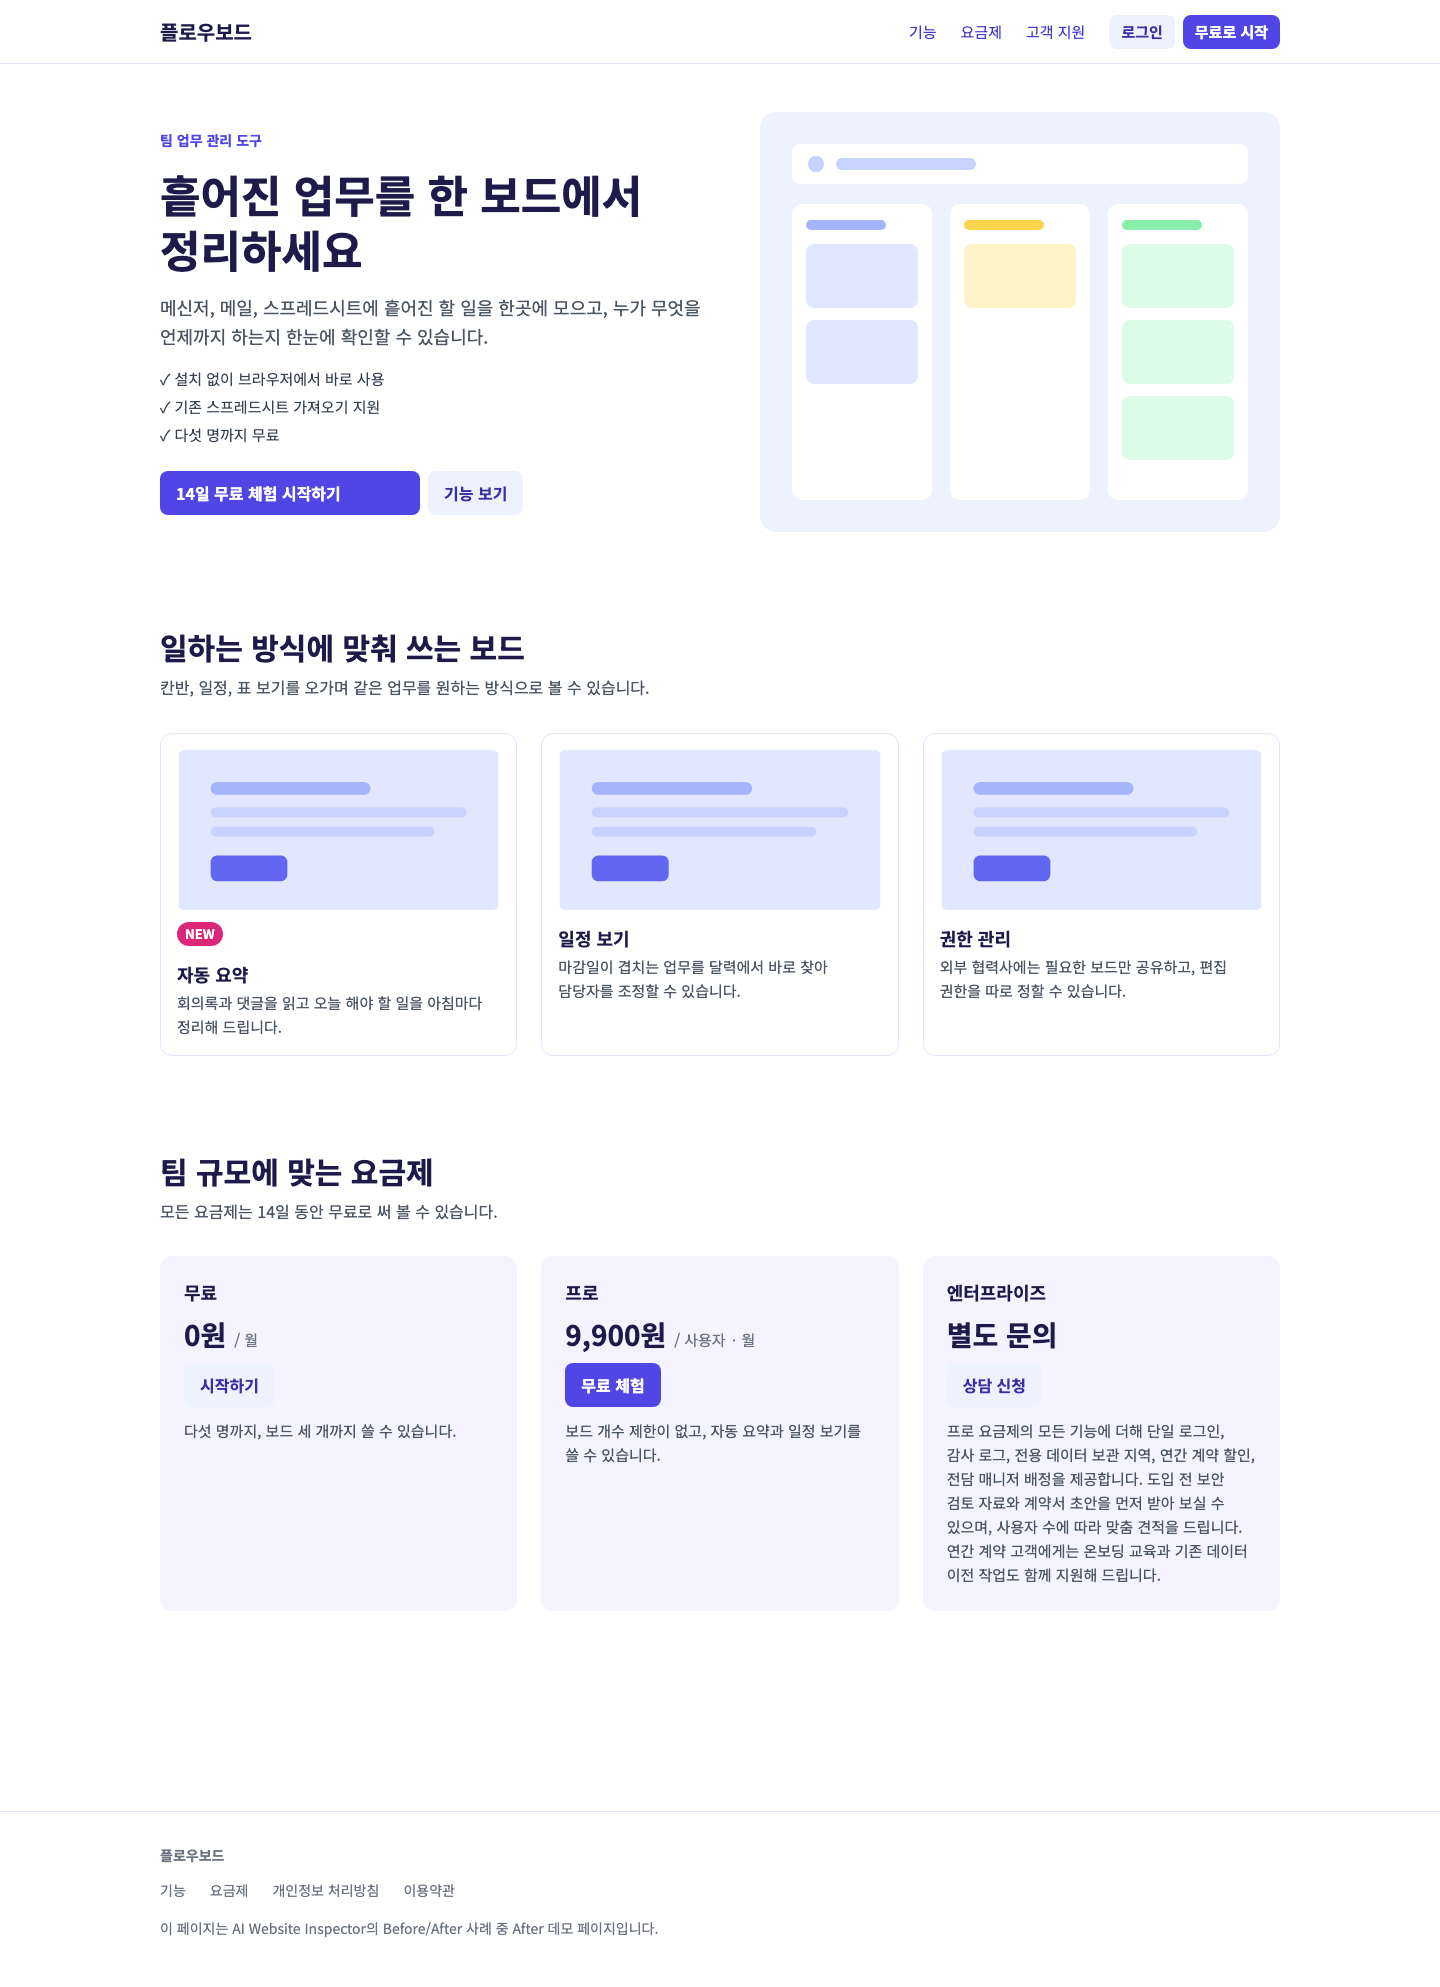 플로우보드
기능
요금제
고객 지원
로그인
무료로 시작
팀 업무 관리 도구
흩어진 업무를 한 보드에서
정리하세요
메신저, 메일, 스프레드시트에 흩어진 할 일을 한곳에 모으고, 누가 무엇을
언제까지 하는지 한눈에 확인할 수 있습니다.
✓ 설치 없이 브라우저에서 바로 사용
✓ 기존 스프레드시트 가져오기 지원
✓ 다섯 명까지 무료
14일 무료 체험 시작하기
기능 보기
일하는 방식에 맞춰 쓰는 보드
칸반, 일정, 표 보기를 오가며 같은 업무를 원하는 방식으로 볼 수 있습니다.
NEW
자동 요약
회의록과 댓글을 읽고 오늘 해야 할 일을 아침마다
정리해 드립니다.
일정 보기
마감일이 겹치는 업무를 달력에서 바로 찾아
담당자를 조정할 수 있습니다.
권한 관리
외부 협력사에는 필요한 보드만 공유하고, 편집
권한을 따로 정할 수 있습니다.
팀 규모에 맞는 요금제
모든 요금제는 14일 동안 무료로 써 볼 수 있습니다.
무료
0원 / 월
시작하기
다섯 명까지, 보드 세 개까지 쓸 수 있습니다.
프로
9,900원 / 사용자 · 월
무료 체험
보드 개수 제한이 없고, 자동 요약과 일정 보기를
쓸 수 있습니다.
엔터프라이즈
별도 문의
상담 신청
프로 요금제의 모든 기능에 더해 단일 로그인,
감사 로그, 전용 데이터 보관 지역, 연간 계약 할인,
전담 매니저 배정을 제공합니다. 도입 전 보안
검토 자료와 계약서 초안을 먼저 받아 보실 수
있으며, 사용자 수에 따라 맞춤 견적을 드립니다.
연간 계약 고객에게는 온보딩 교육과 기존 데이터
이전 작업도 함께 지원해 드립니다.
플로우보드
기능
요금제
개인정보 처리방침
이용약관
이 페이지는 AI Website Inspector의 Before/After 사례 중 After 데모 페이지입니다.